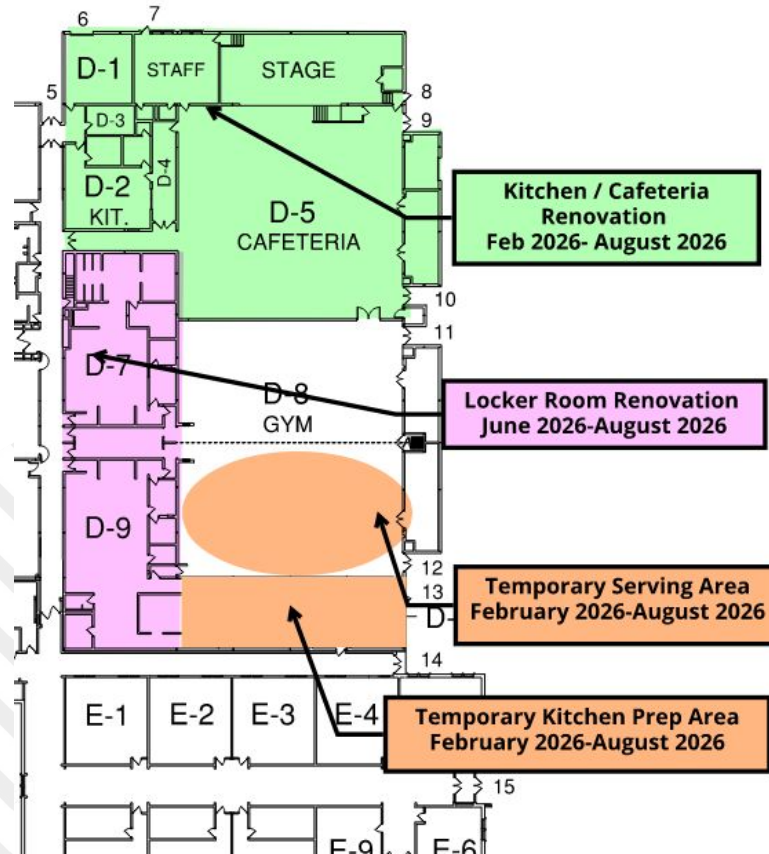 6
7
D-1
STAFF
STAGE
5
8
D-3
9
D-2
KIT.
D-4
D-5
CAFETERIA
Kitchen / Cafeteria
Renovation
Feb 2026- August 2026
10
11
D-7
D-8
GYM
Locker Room Renovation
June 2026-August 2026
D-9
12
13
Temporary Serving Area
February 2026-August 2026
D-
14
E-1
E-2
E-3
E-4
Temporary Kitchen Prep Area
February 2026-August 2026
15
E-9
E-6